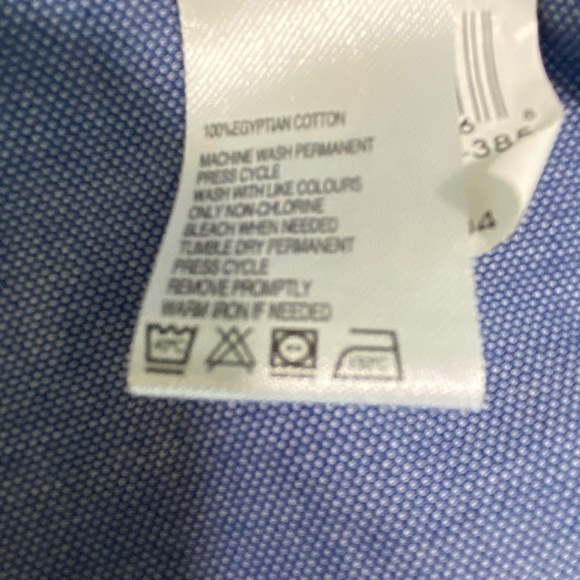 100% EGYPTIAN COTTON
MACHINE WASH PERMANENT
PRESS CYCLE
WASH WITH LIKE COLOURS
ONLY NON-CHLORINE
BLEACH WHEN NEEDED
TUMBLE DRY PERMANENT
PRESS CYCLE
REMOVE PROMPTLY
WARM IRON IF NEEDED
40°C